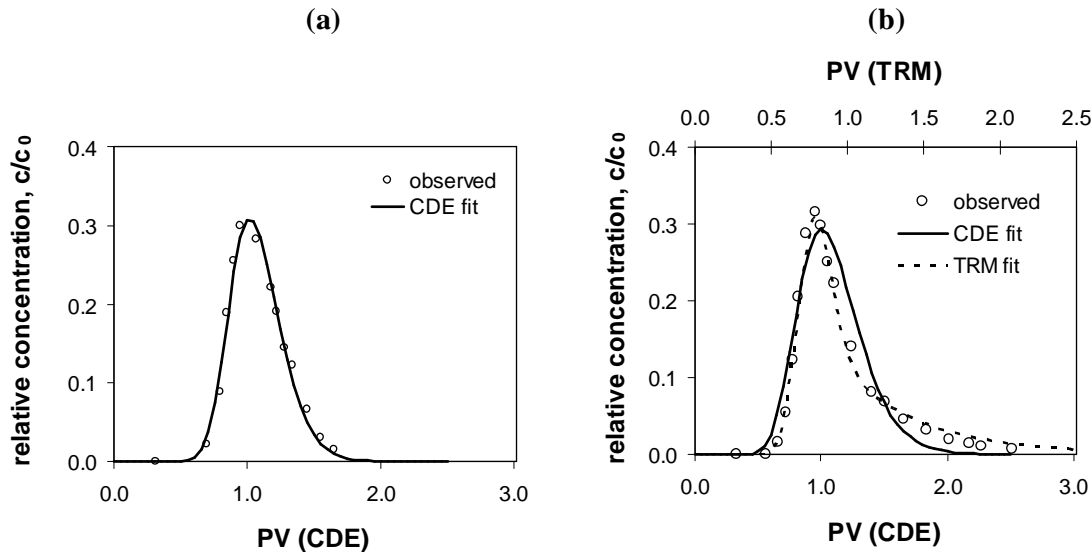 (a)
(b)
PV (TRM)
0.0 0.5 1.0 1.5 2.0 2.5
relative concentration, c/c0
0.4
0.3
0.2
0.1
0.0
observed
CDE fit
0.0 1.0 2.0 3.0
PV (CDE)
relative concentration, c/c0
0.4
0.3
0.2
0.1
0.0
observed
CDE fit
TRM fit
0.0 1.0 2.0 3.0
PV (CDE)